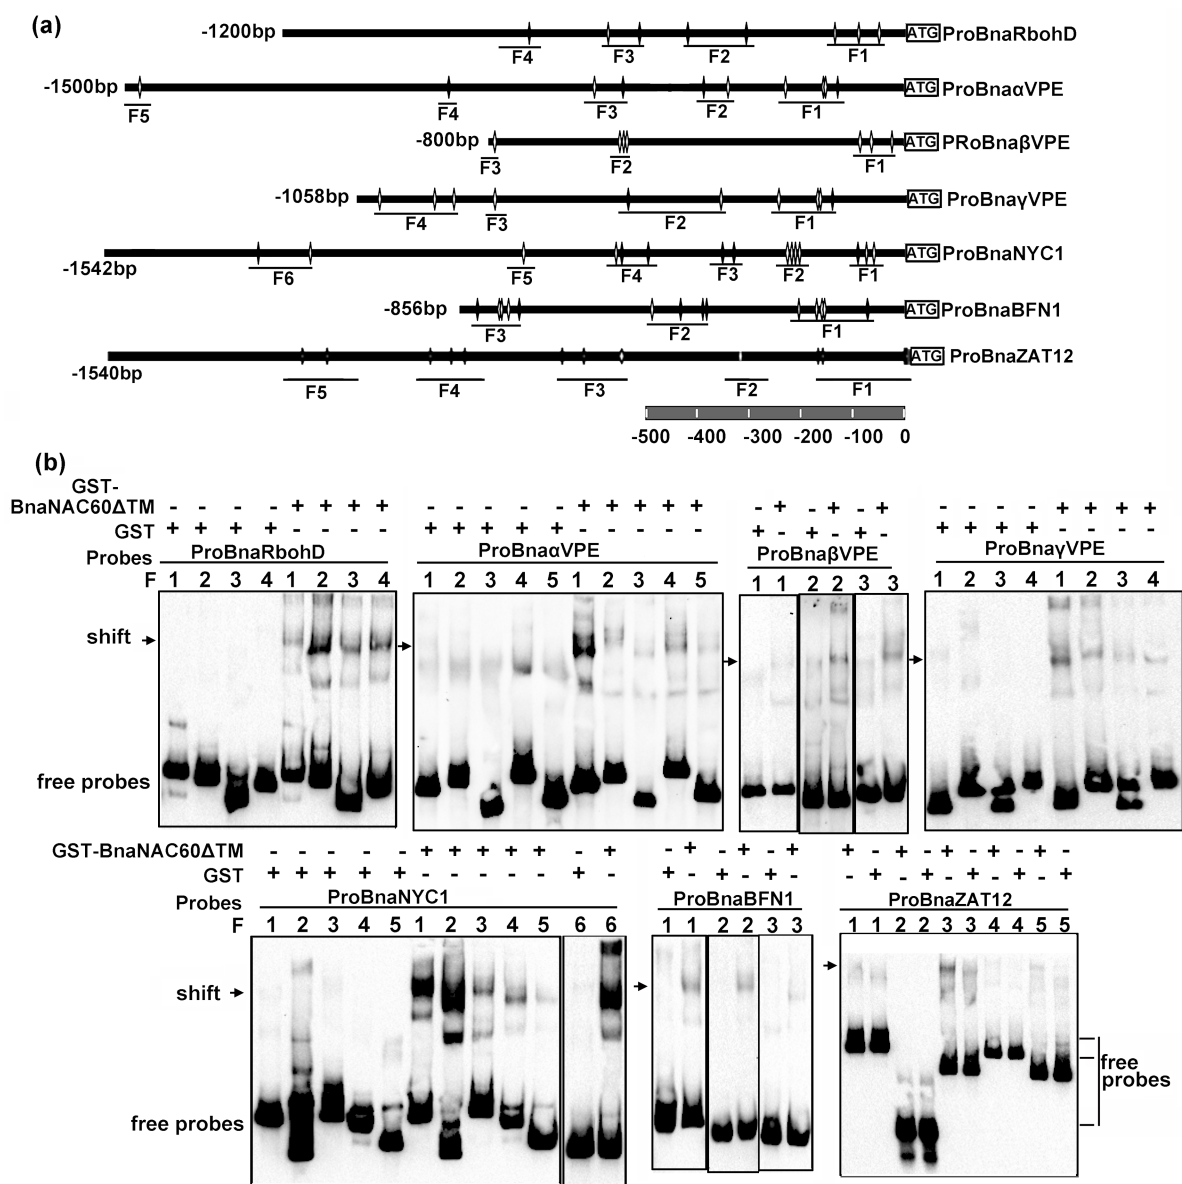 (a)
-1200bp ATG ProBnaRbohD
F4 F3 F2 F1
-1500bp ATG ProBnaαVPE
F5 F4 F3 F2 F1
-800bp ATG PRoBnaβVPE
F3 F2 F1
-1058bp ATG ProBnaγVPE
F4 F3 F2 F1
-1542bp ATG ProBnaNYC1
F6 F5 F4 F3 F2 F1
-856bp ATG ProBnaBFN1
F3 F2 F1
-1540bp ATG ProBnaZAT12
F5 F4 F3 F2 F1
-500 -400 -300 -200 -100 0
(b)
GST-
BnaNAC60ΔTM - - - - + + + + - - - - - + + + + + - + - + - + - - - - + + + +
GST + + + + - - - - + + + + + - - - - - + - + - + - + + + + - - - -
Probes ProBnaRbohD ProBnaαVPE ProBnaβVPE ProBnaγVPE
F 1 2 3 4 1 2 3 4 1 2 3 4 5 1 2 3 4 5 1 1 2 2 3 3 1 2 3 4 1 2 3 4
shift
free probes
GST-BnaNAC60ΔTM - - - - - + + + + + - + - + - + - + + - + - + - + - + -
GST + + + + + - - - - - + - + - + - + - - + - + - + - + - +
Probes ProBnaNYC1 ProBnaBFN1 ProBnaZAT12
F 1 2 3 4 5 1 2 3 4 5 6 6 1 1 2 2 3 3 1 1 2 2 3 3 4 4 5 5
shift
free probes
free
probes